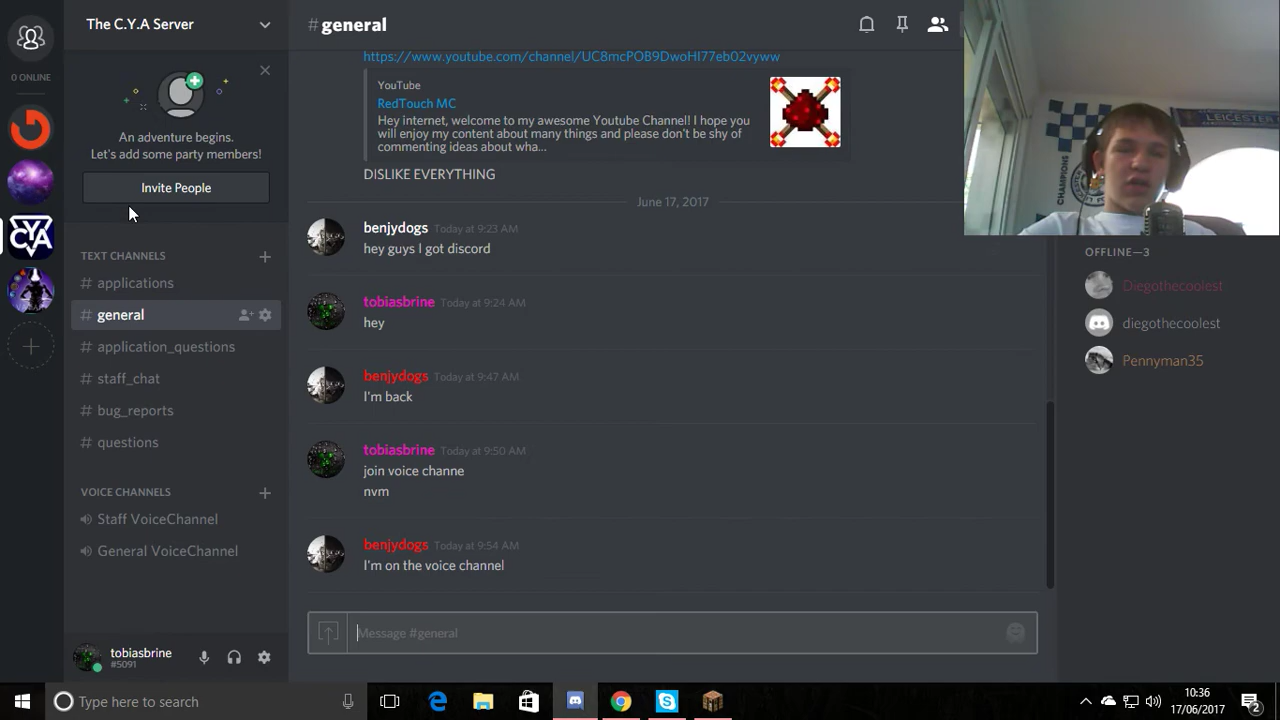 The C.Y.A Server
0 ONLINE
An adventure begins.
Let's add some party members!
Invite People
TEXT CHANNELS
# applications
# general
# application_questions
# staff_chat
# bug_reports
# questions
VOICE CHANNELS
Staff VoiceChannel
General VoiceChannel
tobiasbrine
#5091
CYA
#general
https://www.youtube.com/channel/UC8mcPOB9DwoHI77eb02vyww
YouTube
RedTouch MC
Hey internet, welcome to my awesome Youtube Channel! I hope you
will enjoy my content about many things and please don't be shy of
commenting ideas about wha...
DISLIKE EVERYTHING
June 17, 2017
benjydogs Today at 9:23 AM
hey guys I got discord
tobiasbrine Today at 9:24 AM
hey
benjydogs Today at 9:47 AM
I'm back
tobiasbrine Today at 9:50 AM
join voice channe
nvm
benjydogs Today at 9:54 AM
I'm on the voice channel
Message #general
LEICESTER
CHAMPIONS
OFFLINE—3
Diegothecoolest
diegothecoolest
Pennyman35
Type here to search
10:36
17/06/2017
2